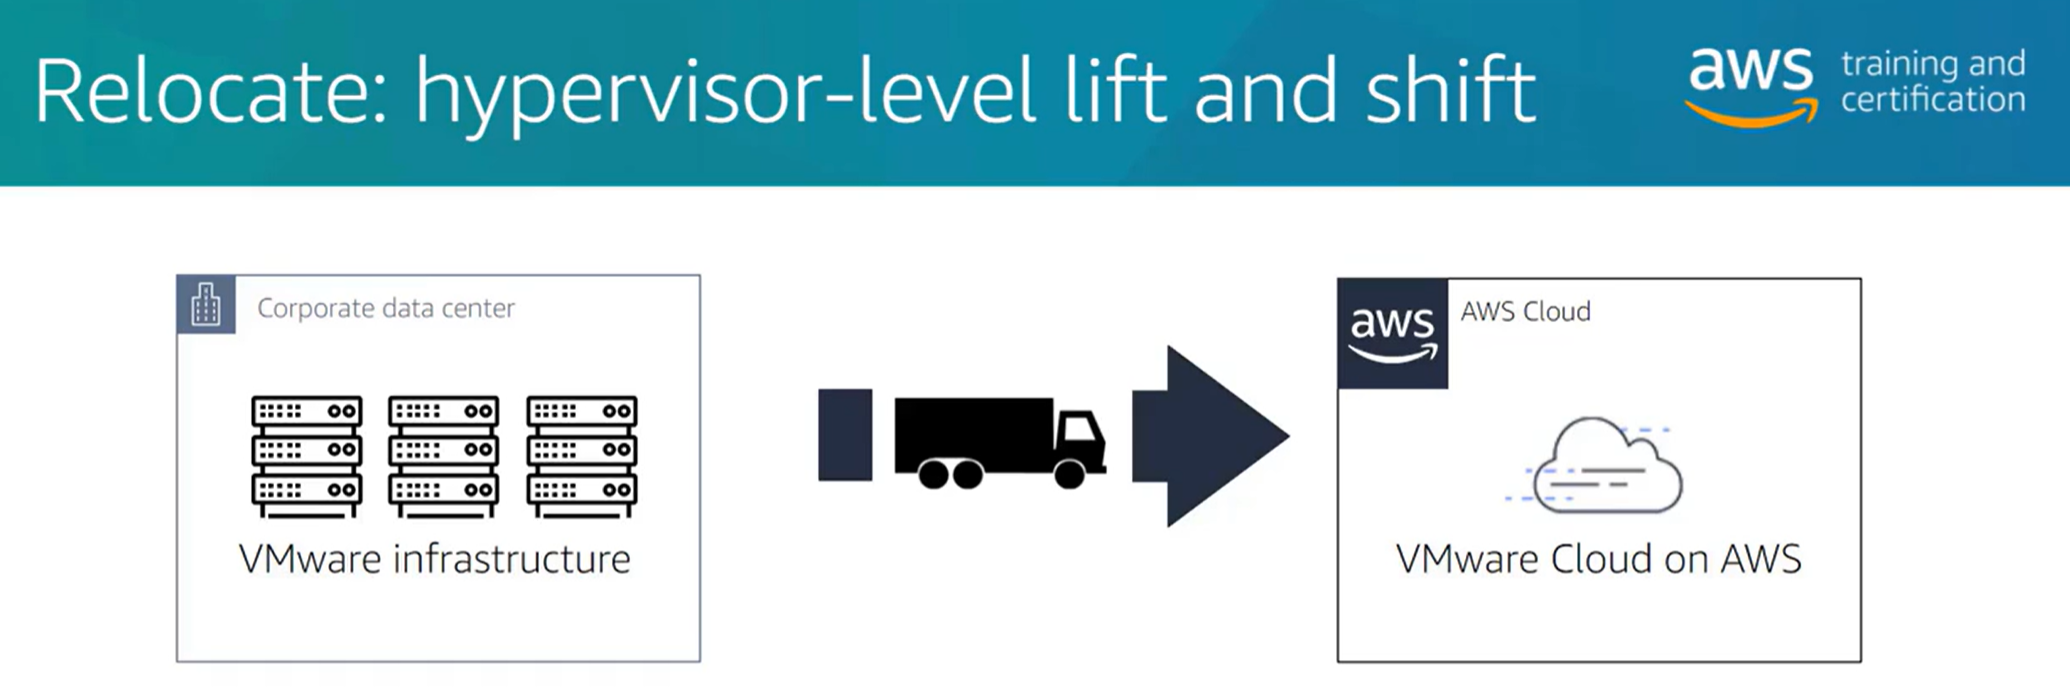 Relocate: hypervisor-level lift and shift
aws
training and
certification
Corporate data center
VMware infrastructure
aws
AWS Cloud
VMware Cloud on AWS